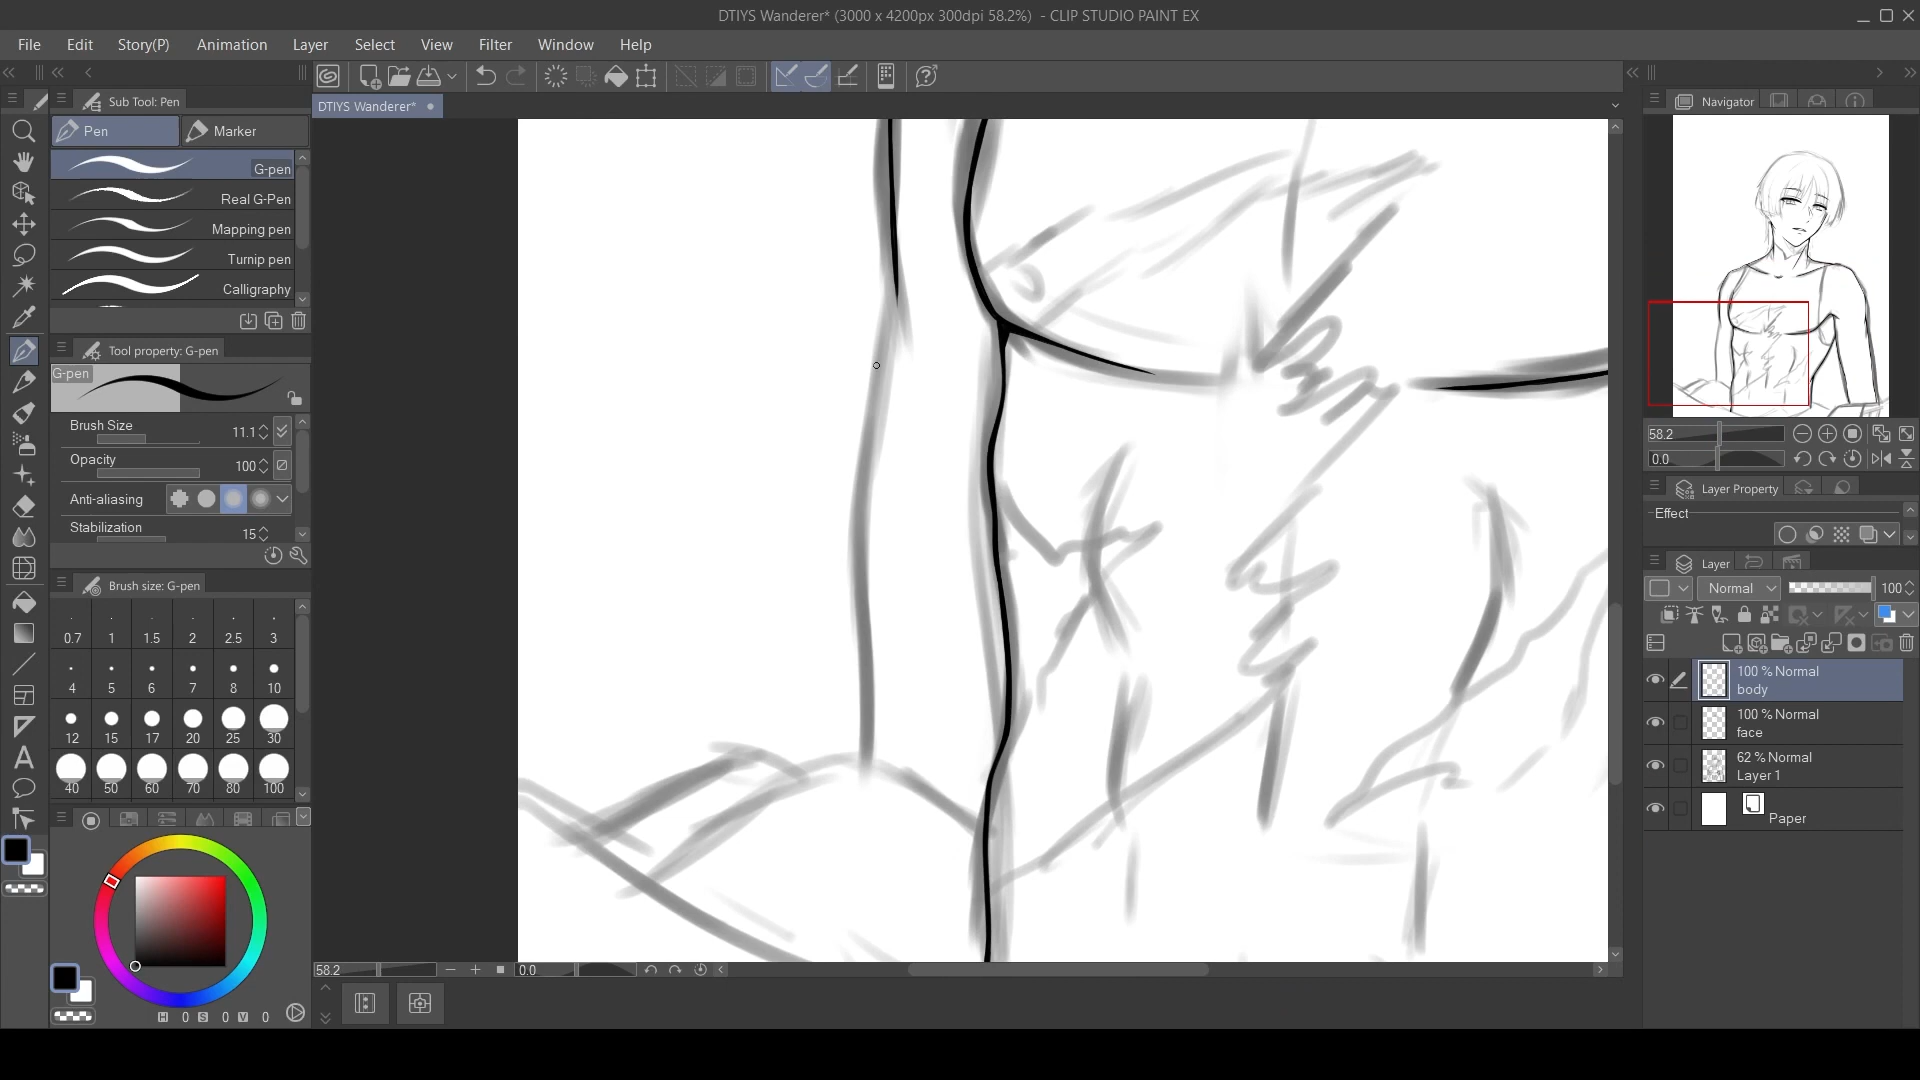 DTIYS Wanderer* (3000 x 4200px 300dpi 58.2%) - CLIP STUDIO PAINT EX
File Edit Story(P) Animation Layer Select View Filter Window Help
Sub Tool: Pen
Pen Marker
G-pen
Real G-Pen
Mapping pen
Turnip pen
Calligraphy
Tool property: G-pen
G-pen
Brush Size 11.1
Opacity 100
Anti-aliasing
Stabilization 15
Brush size: G-pen
0.7 1 1.5 2 2.5 3
4 5 6 7 8 10
12 15 17 20 25 30
40 50 60 70 80 100
H 0 S 0 V 0
DTIYS Wanderer*
58.2 0.0
Navigator
58.2
0.0
Layer Property
Effect
Layer
Normal 100
100 % Normal
body
100 % Normal
face
62 % Normal
Layer 1
Paper